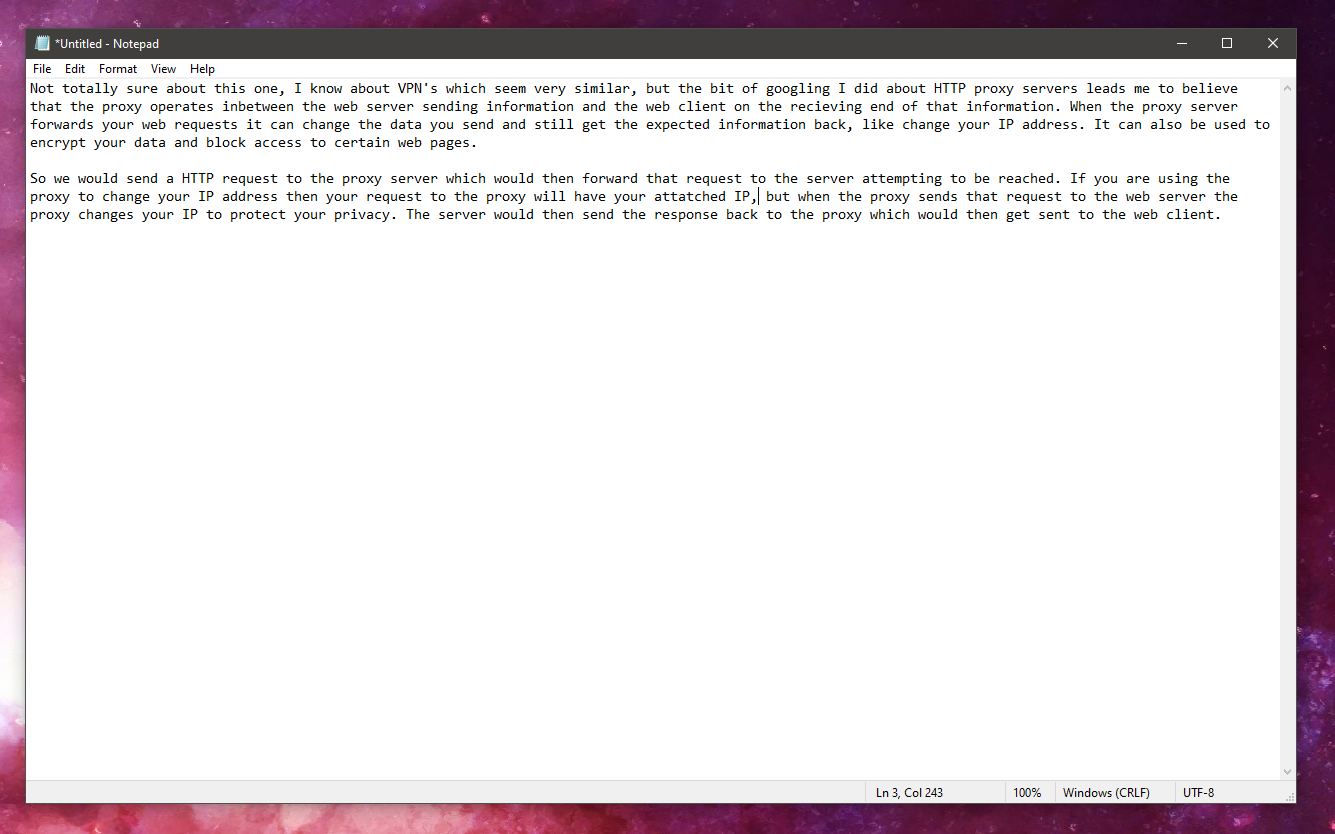 *Untitled - Notepad
File Edit Format View Help
Not totally sure about this one, I know about VPN's which seem very similar, but the bit of googling I did about HTTP proxy servers leads me to believe
that the proxy operates inbetween the web server sending information and the web client on the recieving end of that information. When the proxy server
forwards your web requests it can change the data you send and still get the expected information back, like change your IP address. It can also be used to
encrypt your data and block access to certain web pages.
So we would send a HTTP request to the proxy server which would then forward that request to the server attempting to be reached. If you are using the
proxy to change your IP address then your request to the proxy will have your attatched IP, but when the proxy sends that request to the web server the
proxy changes your IP to protect your privacy. The server would then send the response back to the proxy which would then get sent to the web client.
Ln 3, Col 243 100% Windows (CRLF) UTF-8